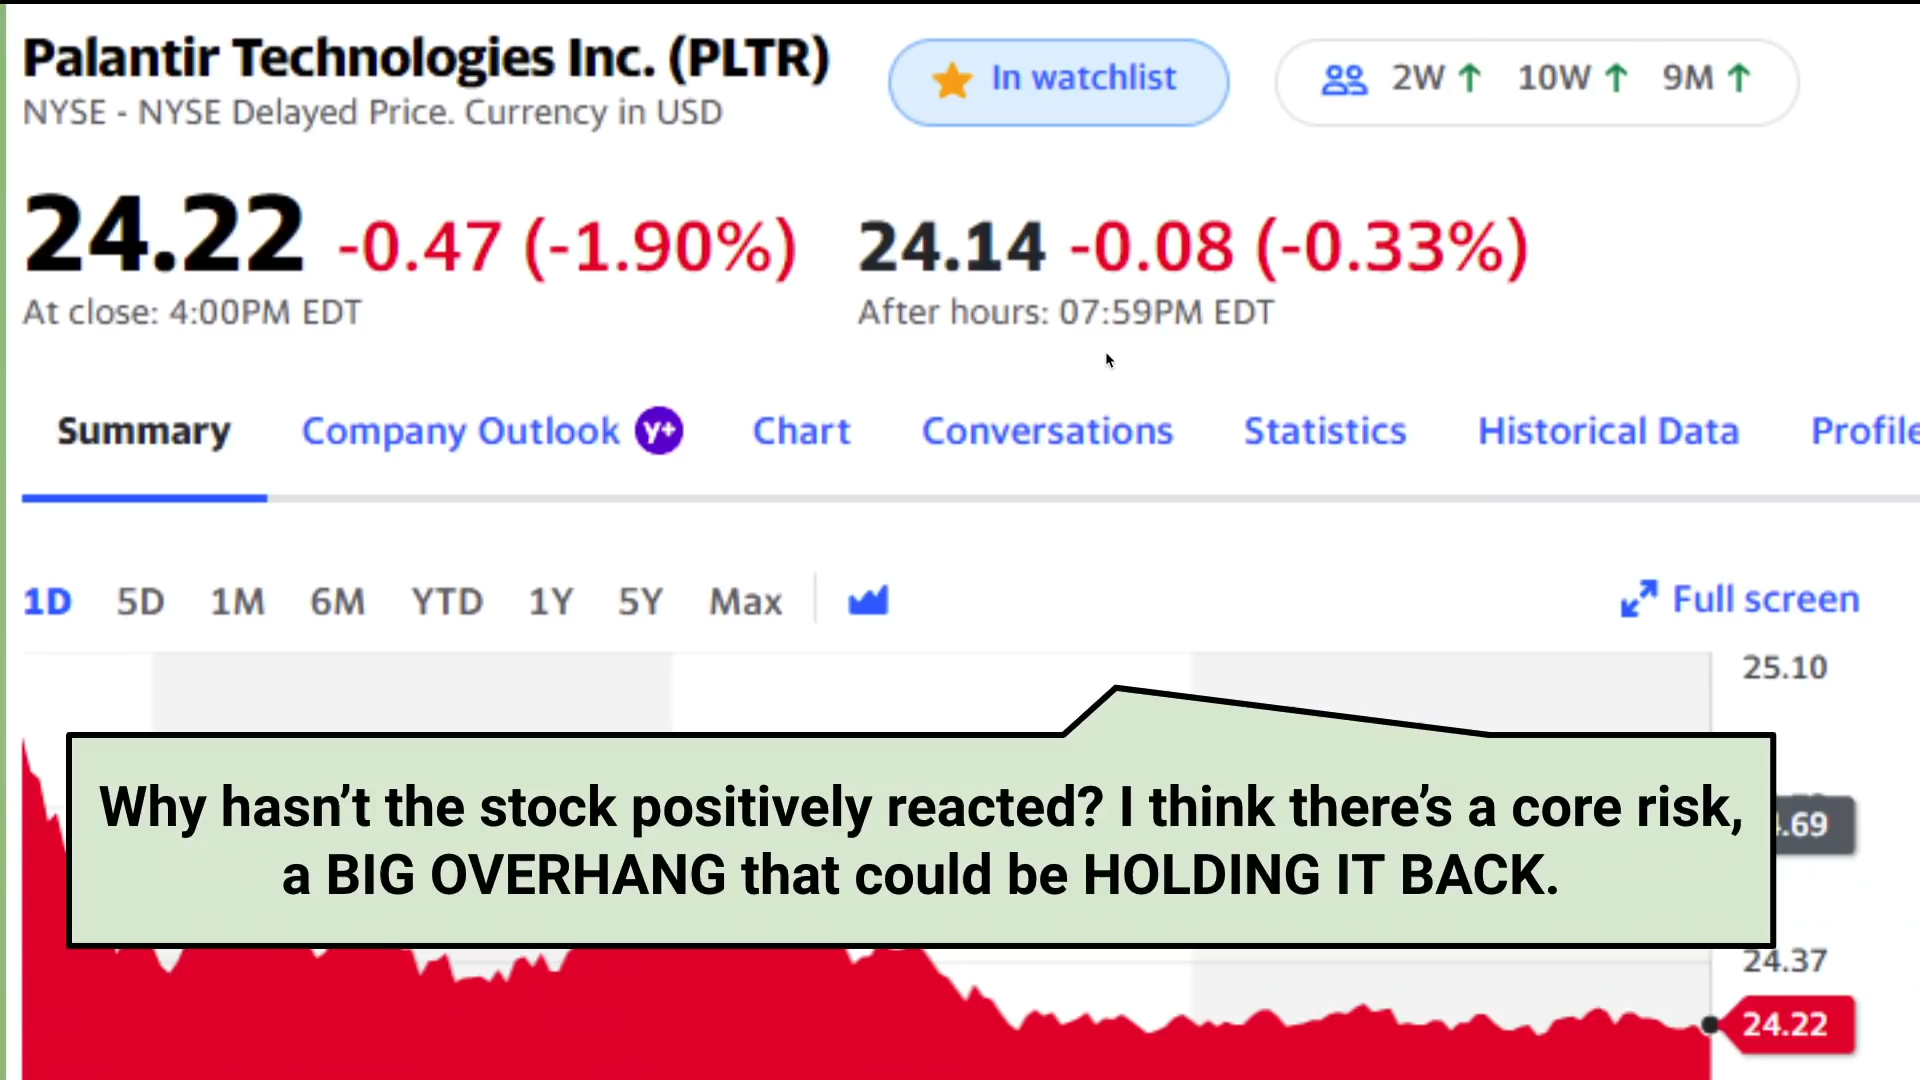 Palantir Technologies Inc. (PLTR)
NYSE - NYSE Delayed Price. Currency in USD
In watchlist
2W↑ 10W↑ 9M↑
24.22 -0.47 (-1.90%)
At close: 4:00PM EDT
24.14 -0.08 (-0.33%)
After hours: 07:59PM EDT
Summary Company Outlook y+ Chart Conversations Statistics Historical Data Profile
1D 5D 1M 6M YTD 1Y 5Y Max
Full screen
25.10
Why hasn’t the stock positively reacted? I think there’s a core risk,
a BIG OVERHANG that could be HOLDING IT BACK.
.69
24.37
24.22